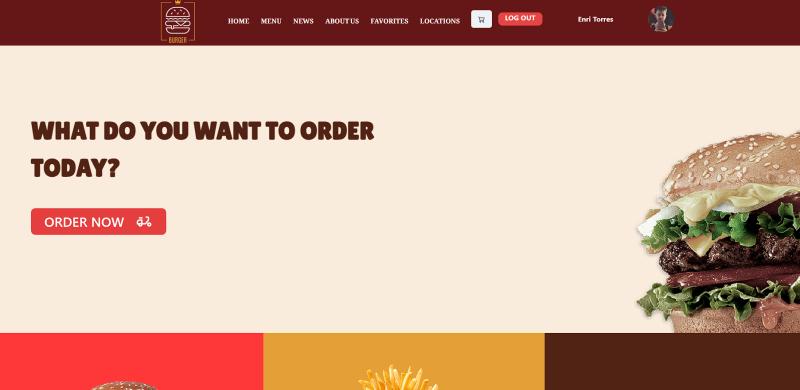 BURGER
HOME MENU NEWS ABOUT US FAVORITES LOCATIONS LOG OUT Enri Torres
WHAT DO YOU WANT TO ORDER
TODAY?
ORDER NOW